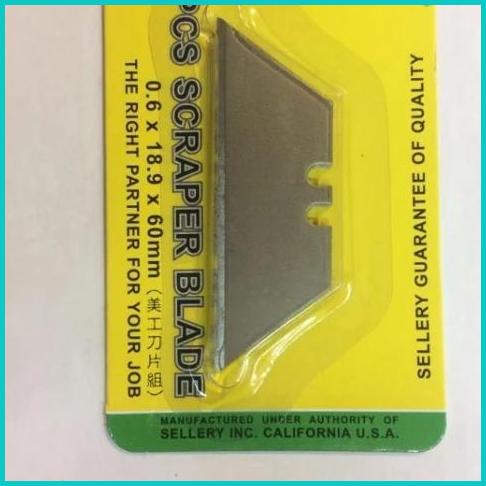 PCS SCRAPER BLADE
0.6 x 18.9 x 60mm (美工刀片組)
THE RIGHT PARTNER FOR YOUR JOB
SELLERY GUARANTEE OF QUALITY
MANUFACTURED UNDER AUTHORITY OF
SELLERY INC. CALIFORNIA U.S.A.